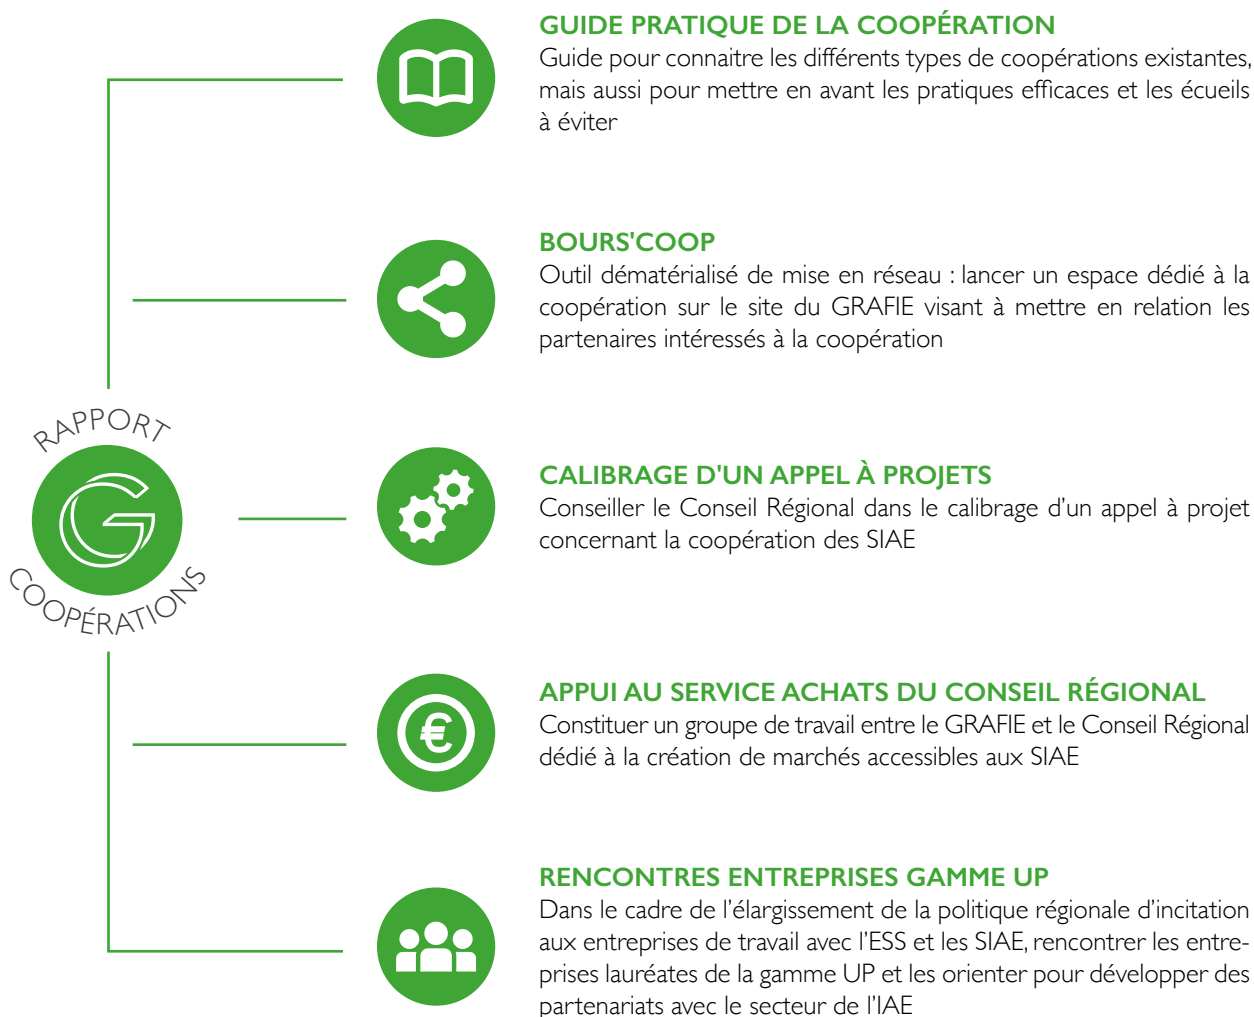 GUIDE PRATIQUE DE LA COOPÉRATION
Guide pour connaitre les différents types de coopérations existantes,
mais aussi pour mettre en avant les pratiques efficaces et les écueils
à éviter
BOURS'COOP
Outil dématérialisé de mise en réseau : lancer un espace dédié à la
coopération sur le site du GRAFIE visant à mettre en relation les
partenaires intéressés à la coopération
RAPPORT
G
COOPÉRATIONS
CALIBRAGE D'UN APPEL À PROJETS
Conseiller le Conseil Régional dans le calibrage d’un appel à projet
concernant la coopération des SIAE
APPUI AU SERVICE ACHATS DU CONSEIL RÉGIONAL
€
Constituer un groupe de travail entre le GRAFIE et le Conseil Régional
dédié à la création de marchés accessibles aux SIAE
RENCONTRES ENTREPRISES GAMME UP
Dans le cadre de l’élargissement de la politique régionale d’incitation
aux entreprises de travail avec l’ESS et les SIAE, rencontrer les entre-
prises lauréates de la gamme UP et les orienter pour développer des
partenariats avec le secteur de l’IAE